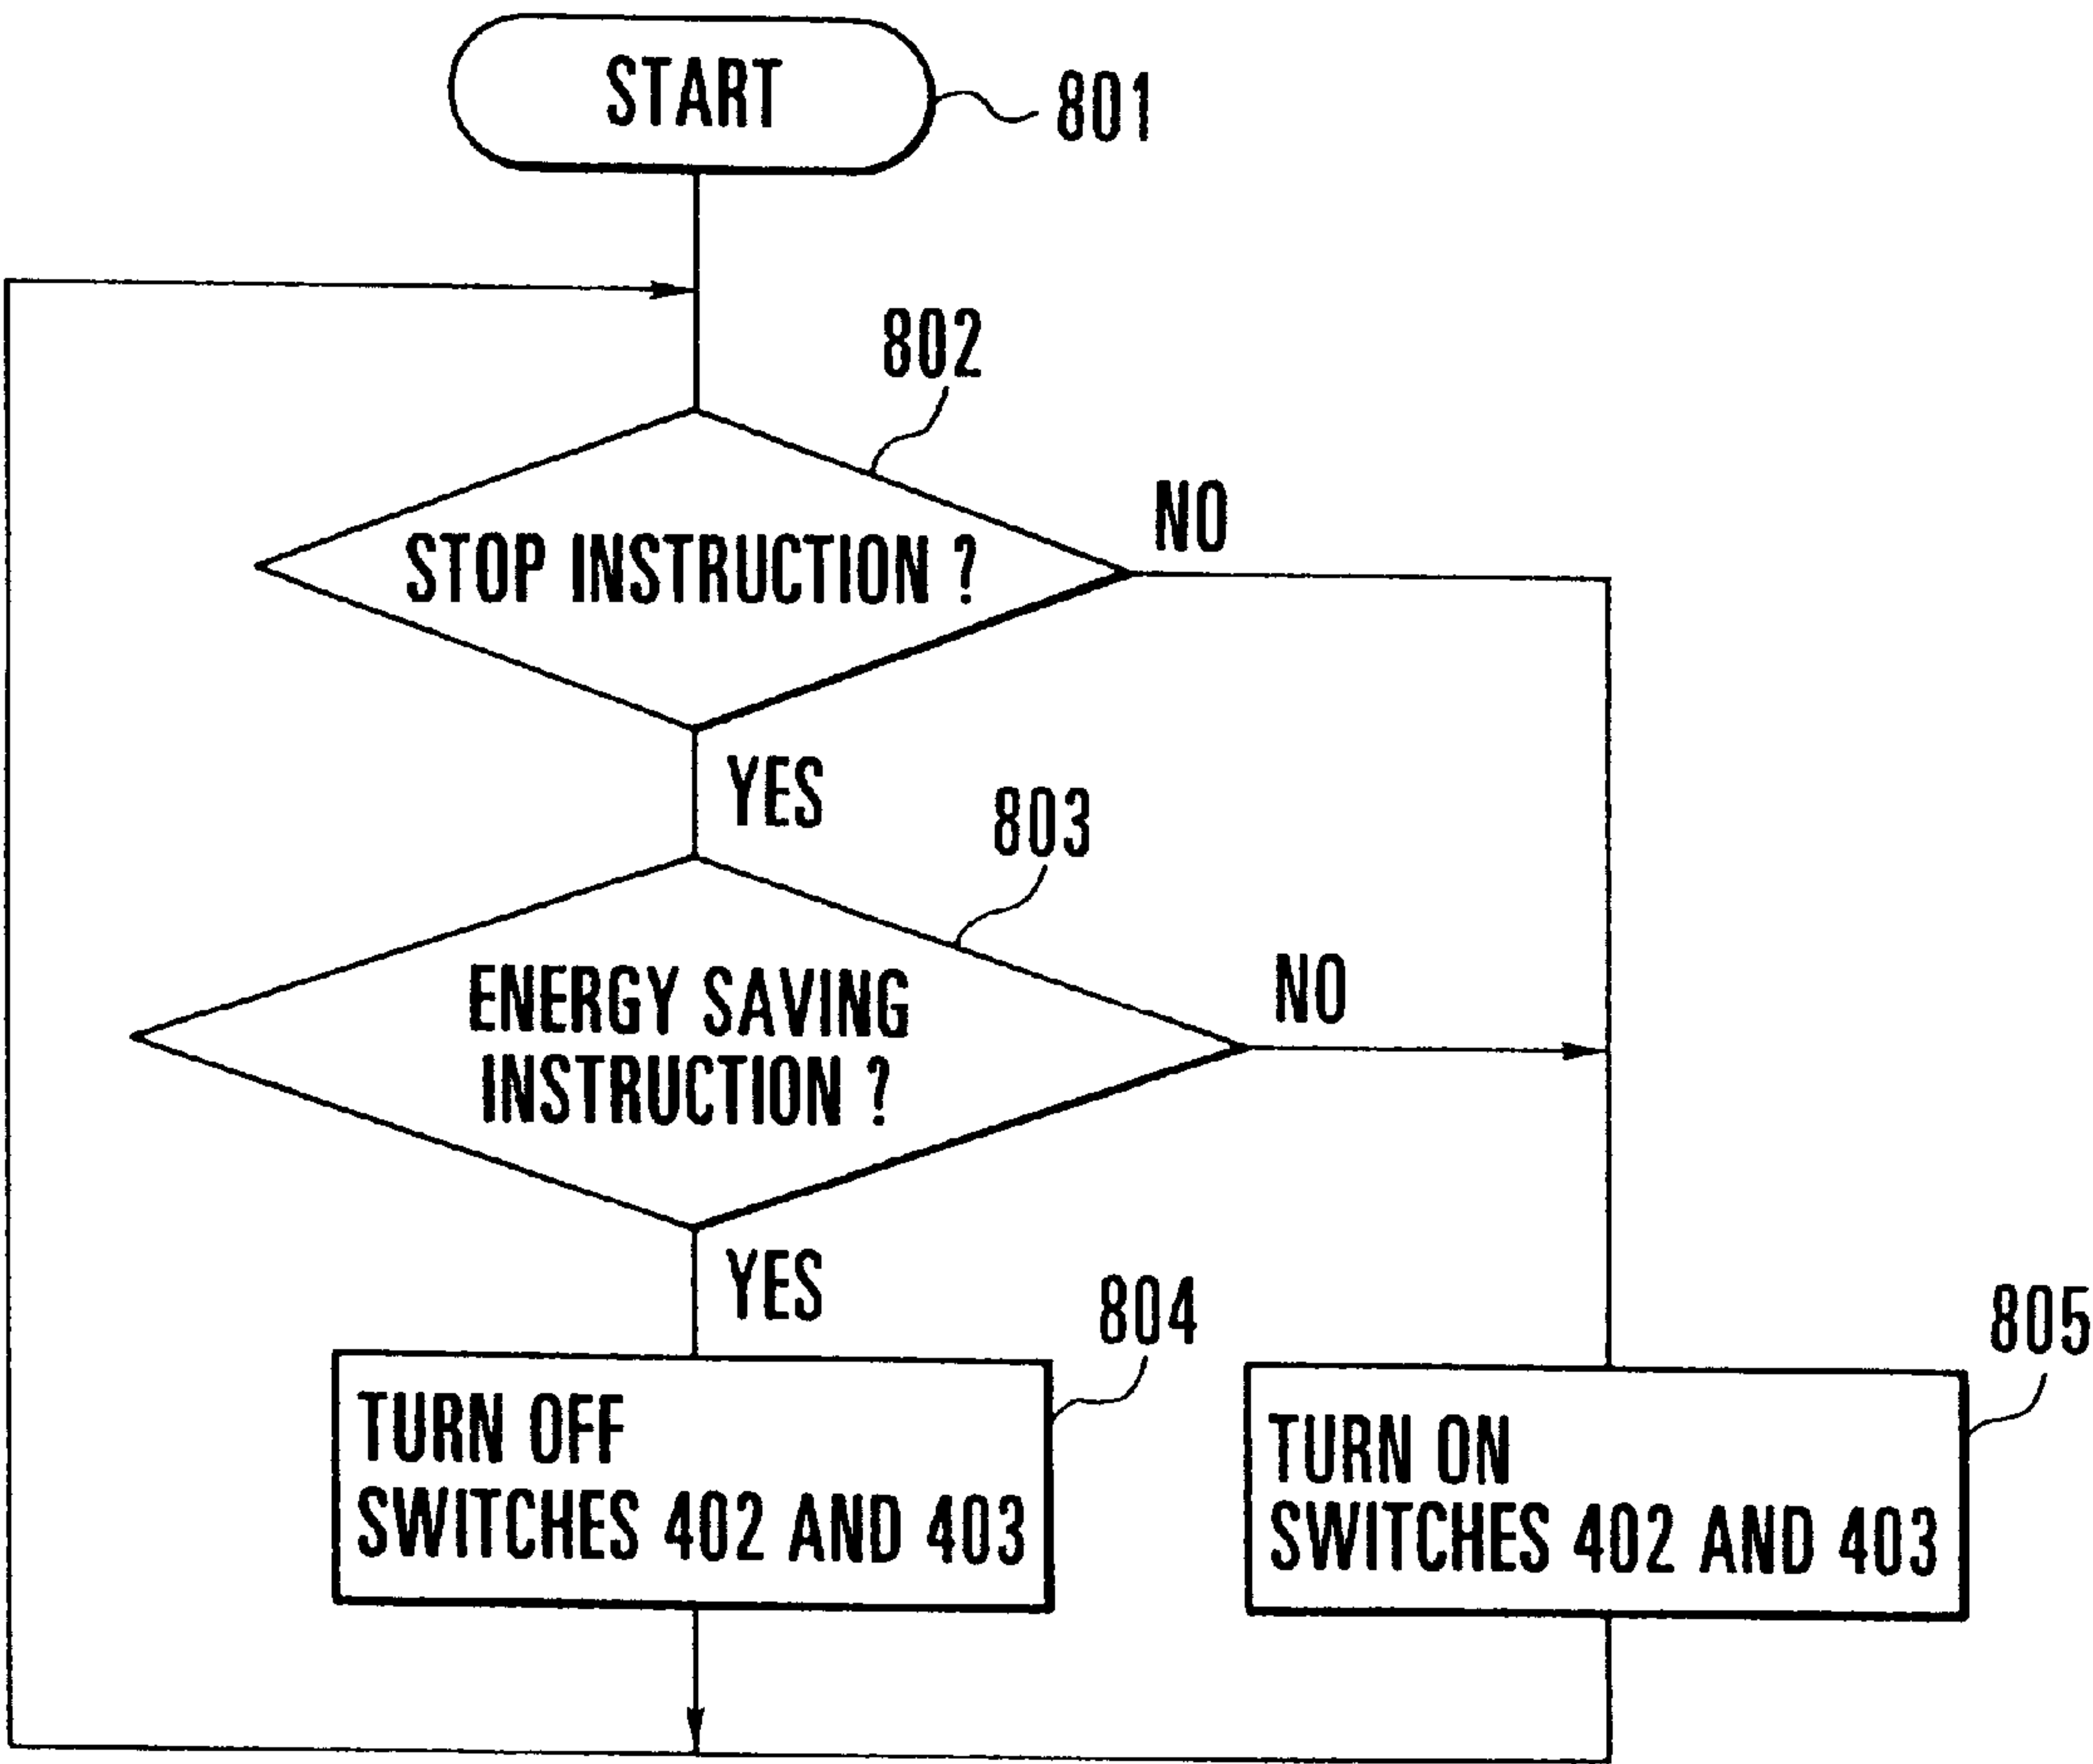 START
801
802
NO
STOP INSTRUCTION ?
YES
803
NO
ENERGY SAVING
INSTRUCTION ?
YES
804
805
TURN OFF
SWITCHES 402 AND 403
TURN ON
SWITCHES 402 AND 403